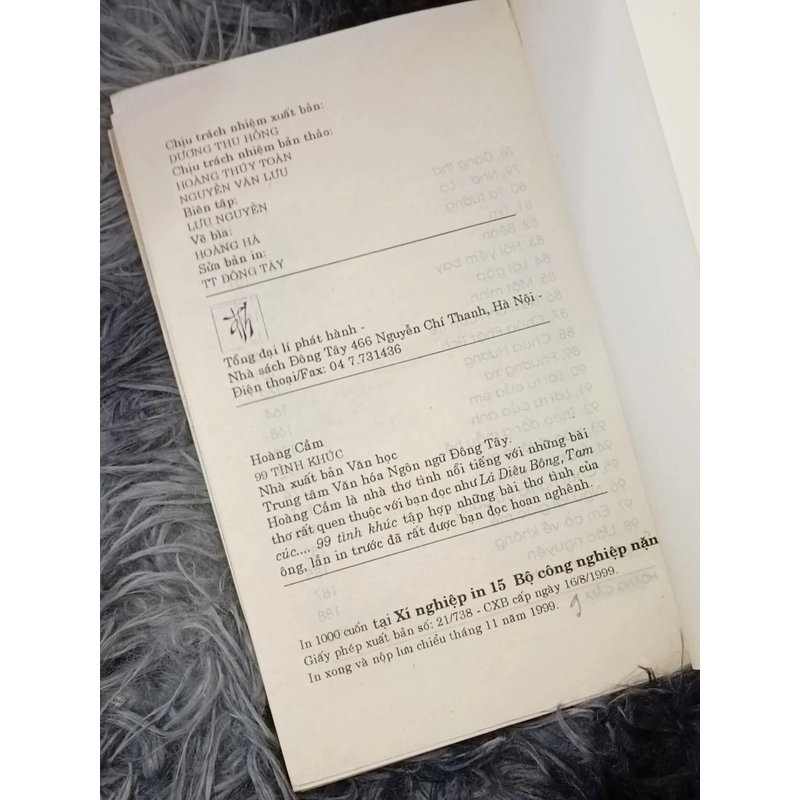 Chịu trách nhiệm xuất bản:
DƯƠNG THU HỒNG
Chịu trách nhiệm bản thảo:
HOÀNG THÚY TOÀN
NGUYỄN VĂN LƯU
Biên tập:
LƯU NGUYỄN
Vẽ bìa:
HOÀNG HÀ
Sửa bản in:
TT ĐÔNG TÂY
Tổng đại lí phát hành -
Nhà sách Đông Tây 466 Nguyễn Chí Thanh, Hà Nội -
Điện thoại/Fax: 04 7.731436
Hoàng Cầm
99 TÌNH KHÚC
Nhà xuất bản Văn học
Trung tâm Văn hóa Ngôn ngữ Đông Tây.
Hoàng Cầm là nhà thơ tình nổi tiếng với những bài
thơ rất quen thuộc với bạn đọc như Lá Diêu Bông, Tam
cúc.... 99 tình khúc tập hợp những bài thơ tình của
ông, lần in trước đã rất được bạn đọc hoan nghênh.
In 1000 cuốn tại Xí nghiệp in 15 Bộ công nghiệp nặn
Giấy phép xuất bản số: 21/738 - CXB cấp ngày 16/8/1999.
In xong và nộp lưu chiểu tháng 11 năm 1999.